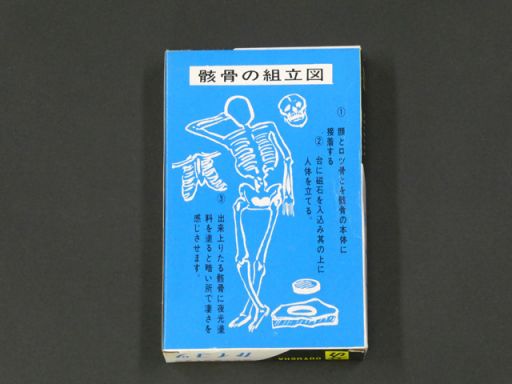 骸骨の組立図
① 顔とロツ骨とを骸骨の本体に
接着する
② 台に磁石を入込み其の上に
人体を立てる。
③ 出来上りたる骸骨に夜光塗
料を塗ると暗い所で凄さを
感じさせます。